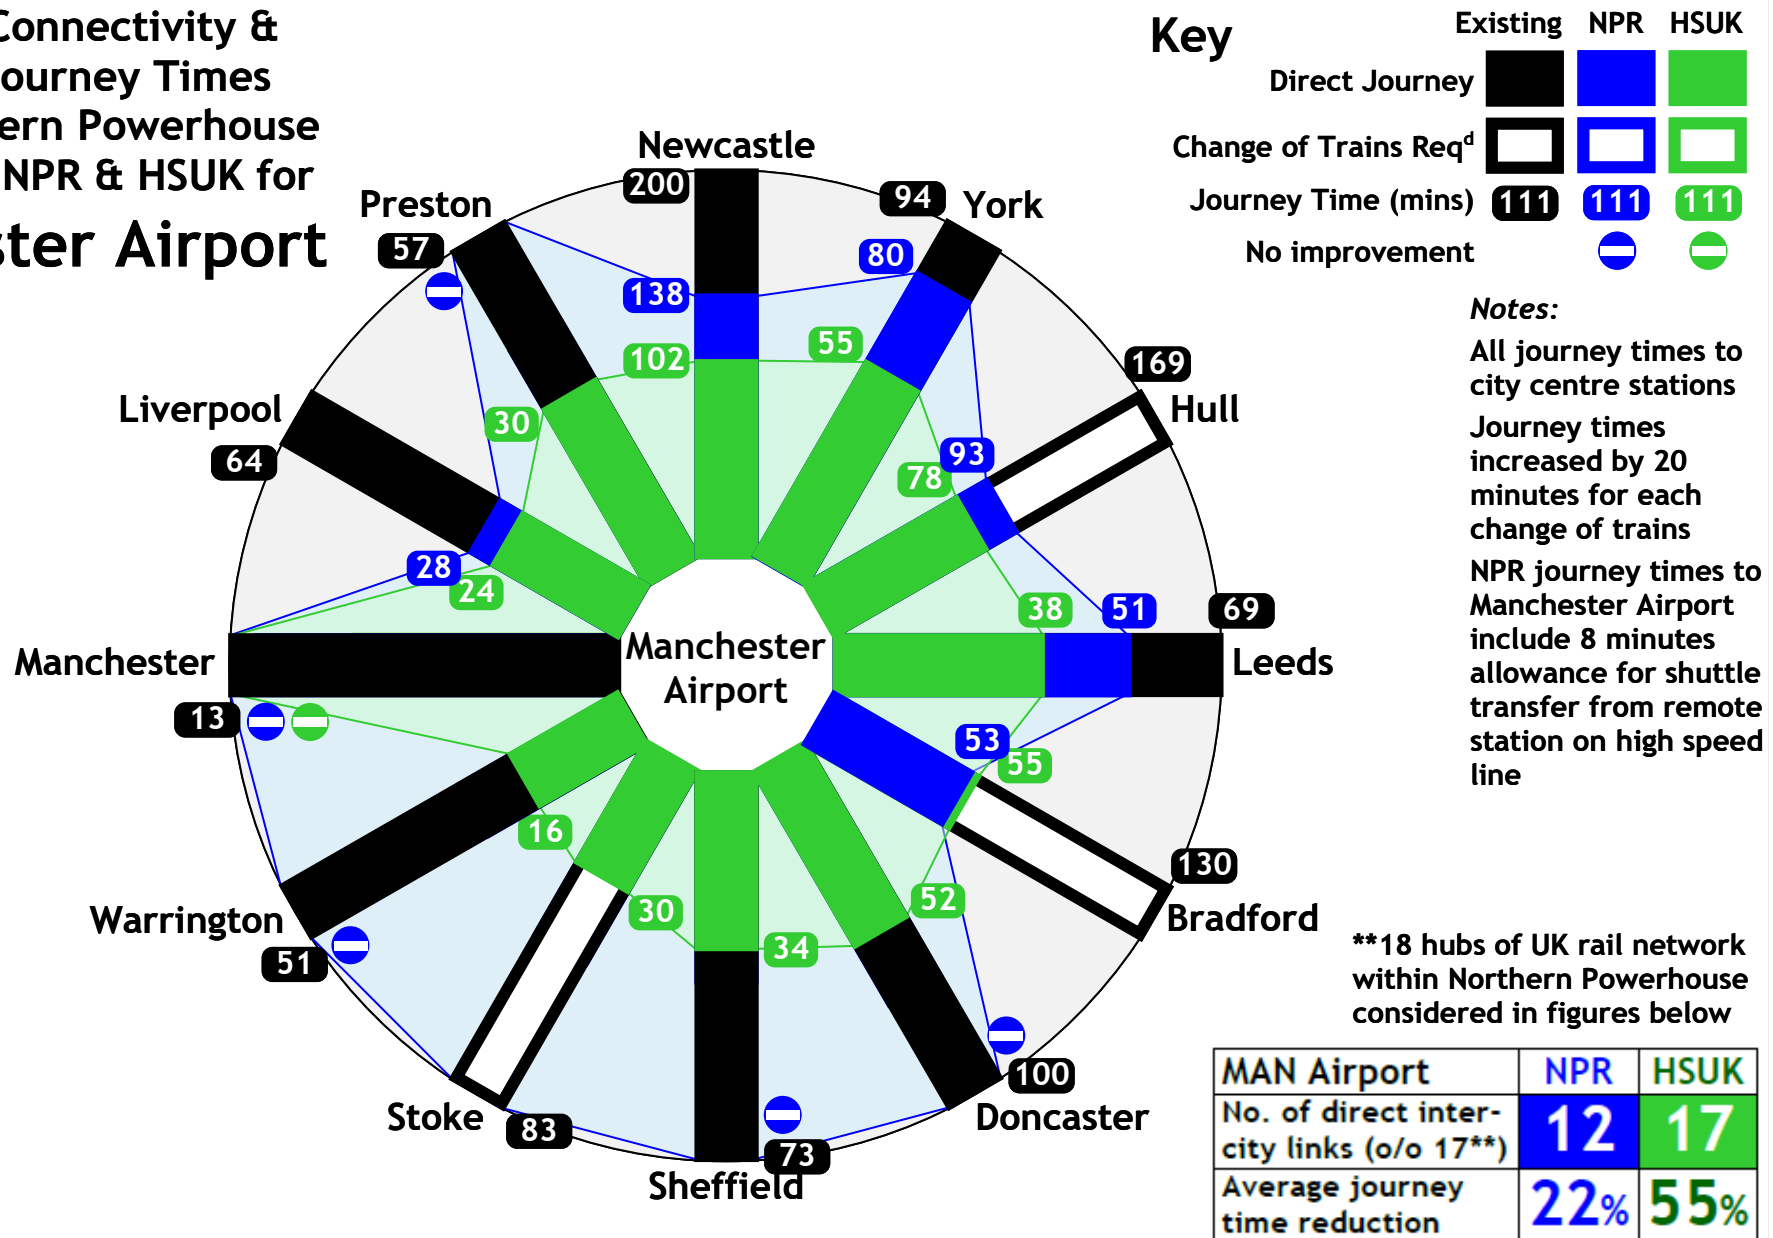 Connectivity &
ourney Times
ern Powerhouse
NPR & HSUK for
ster Airport
Key
Existing NPR HSUK
Direct Journey
Change of Trains Reqd
Journey Time (mins) 111 111 111
No improvement
Notes:
All journey times to
city centre stations
Journey times
increased by 20
minutes for each
change of trains
NPR journey times to
Manchester Airport
include 8 minutes
allowance for shuttle
transfer from remote
station on high speed
line
Newcastle
200
138
102
York
94
80
55
Hull
169
93
78
Leeds
69
51
38
Bradford
130
53
55
Doncaster
100
52
Sheffield
73
34
Stoke
83
30
Warrington
51
16
Manchester
13
Liverpool
64
28
24
Preston
57
30
Manchester
Airport
**18 hubs of UK rail network
within Northern Powerhouse
considered in figures below
MAN Airport NPR HSUK
No. of direct inter-
city links (o/o 17**) 12 17
Average journey
time reduction 22% 55%